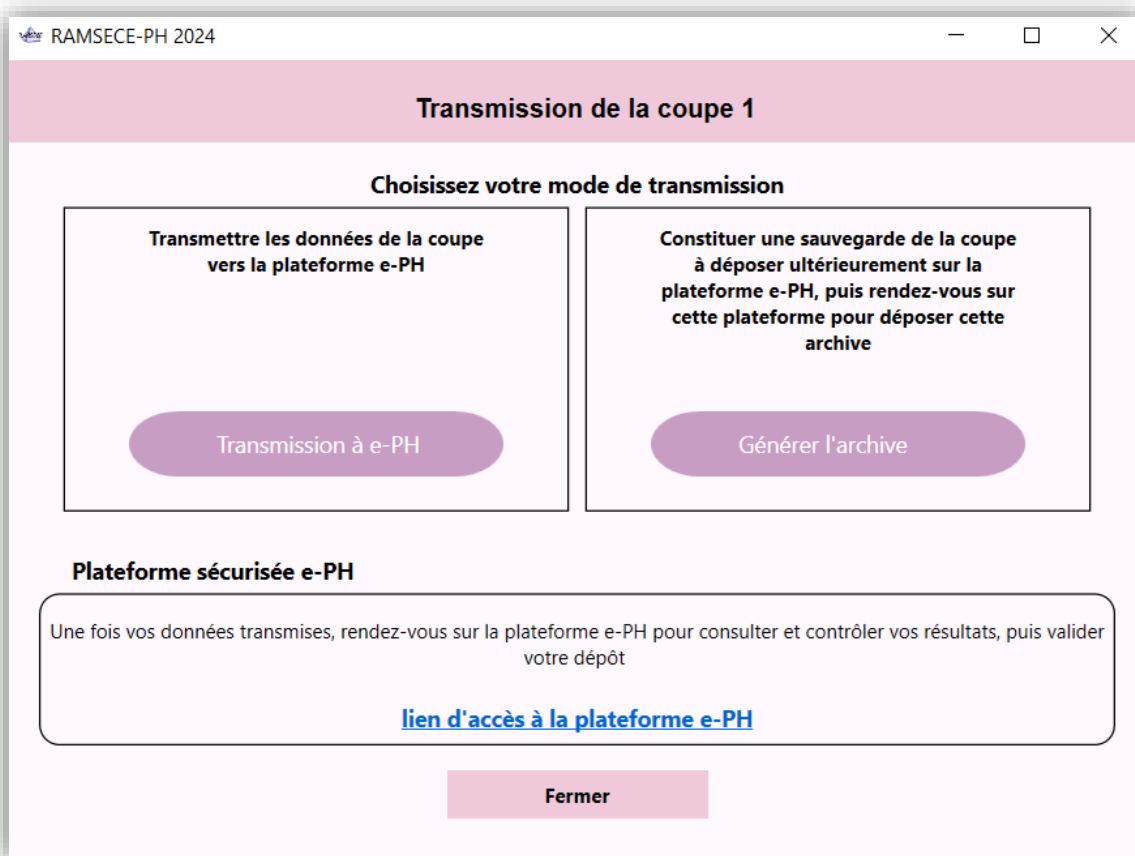 RAMSECE-PH 2024
Transmission de la coupe 1
Choisissez votre mode de transmission
Transmettre les données de la coupe
vers la plateforme e-PH
Transmission à e-PH
Constituer une sauvegarde de la coupe
à déposer ultérieurement sur la
plateforme e-PH, puis rendez-vous sur
cette plateforme pour déposer cette
archive
Générer l'archive
Plateforme sécurisée e-PH
Une fois vos données transmises, rendez-vous sur la plateforme e-PH pour consulter et contrôler vos résultats, puis valider
votre dépôt
lien d'accès à la plateforme e-PH
Fermer